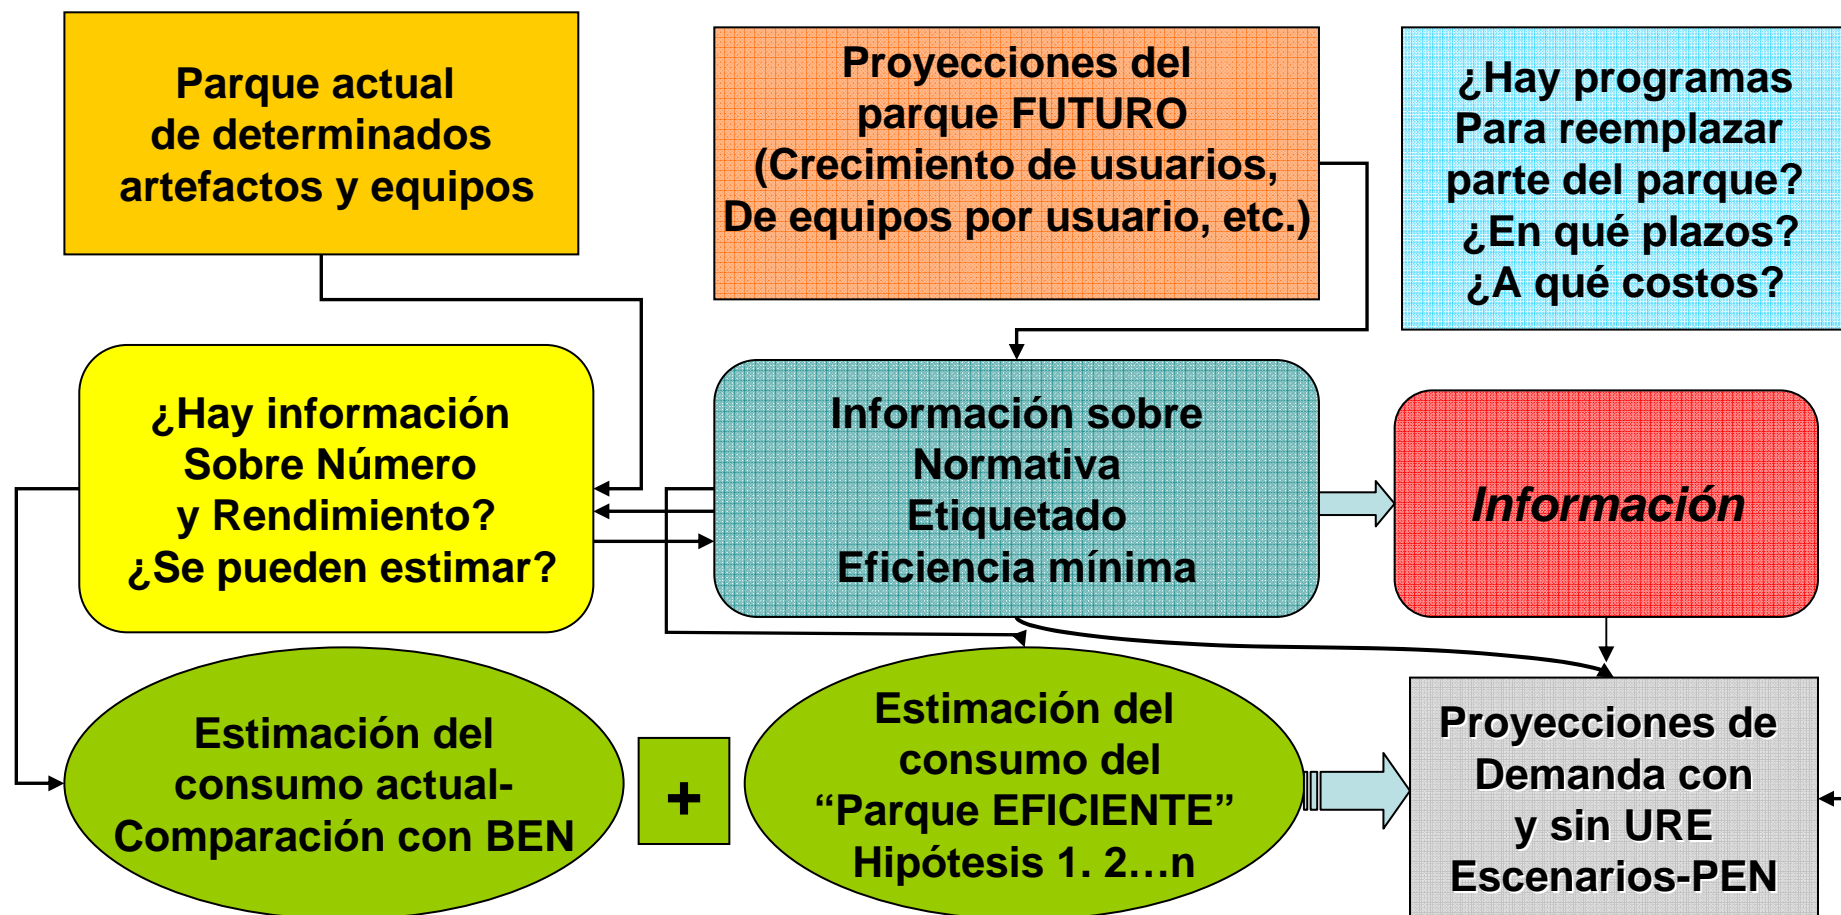 Parque actual
de determinados
artefactos y equipos
Proyecciones del
parque FUTURO
(Crecimiento de usuarios,
De equipos por usuario, etc.)
¿Hay programas
Para reemplazar
parte del parque?
¿En qué plazos?
¿A qué costos?
¿Hay información
Sobre Número
y Rendimiento?
¿Se pueden estimar?
Información sobre
Normativa
Etiquetado
Eficiencia mínima
Información
Estimación del
consumo actual-
Comparación con BEN
+
Estimación del
consumo del
“Parque EFICIENTE”
Hipótesis 1. 2…n
Proyecciones de
Demanda con
y sin URE
Escenarios-PEN